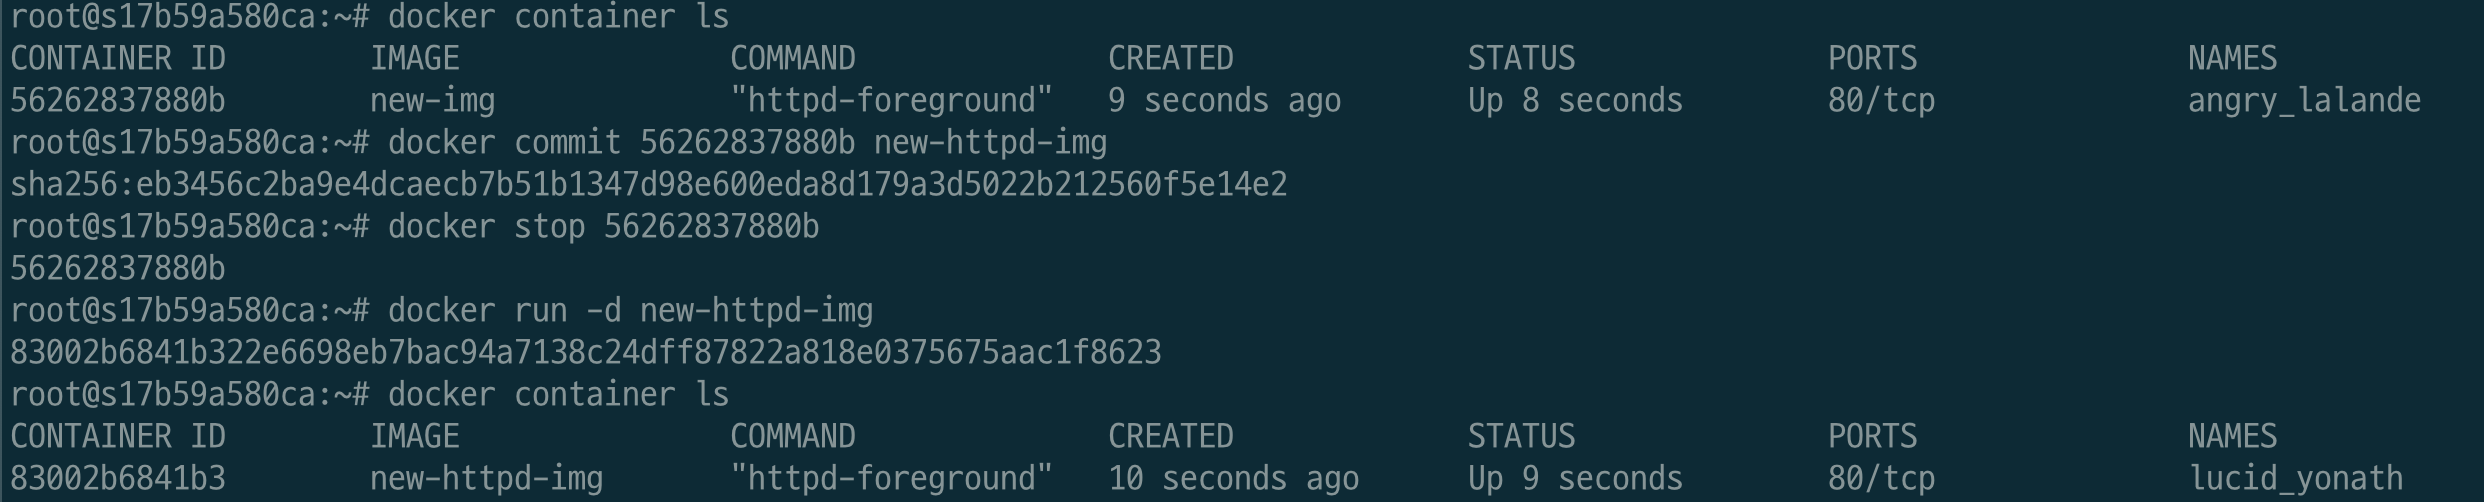 root@s17b59a580ca:~# docker container ls
CONTAINER ID        IMAGE               COMMAND              CREATED             STATUS              PORTS               NAMES
56262837880b        new-img             "httpd-foreground"   9 seconds ago       Up 8 seconds        80/tcp              angry_lalande
root@s17b59a580ca:~# docker commit 56262837880b new-httpd-img
sha256:eb3456c2ba9e4dcaecb7b51b1347d98e600eda8d179a3d5022b212560f5e14e2
root@s17b59a580ca:~# docker stop 56262837880b
56262837880b
root@s17b59a580ca:~# docker run -d new-httpd-img
83002b6841b322e6698eb7bac94a7138c24dff87822a818e0375675aac1f8623
root@s17b59a580ca:~# docker container ls
CONTAINER ID        IMAGE               COMMAND              CREATED             STATUS              PORTS               NAMES
83002b6841b3        new-httpd-img       "httpd-foreground"   10 seconds ago      Up 9 seconds        80/tcp              lucid_yonath